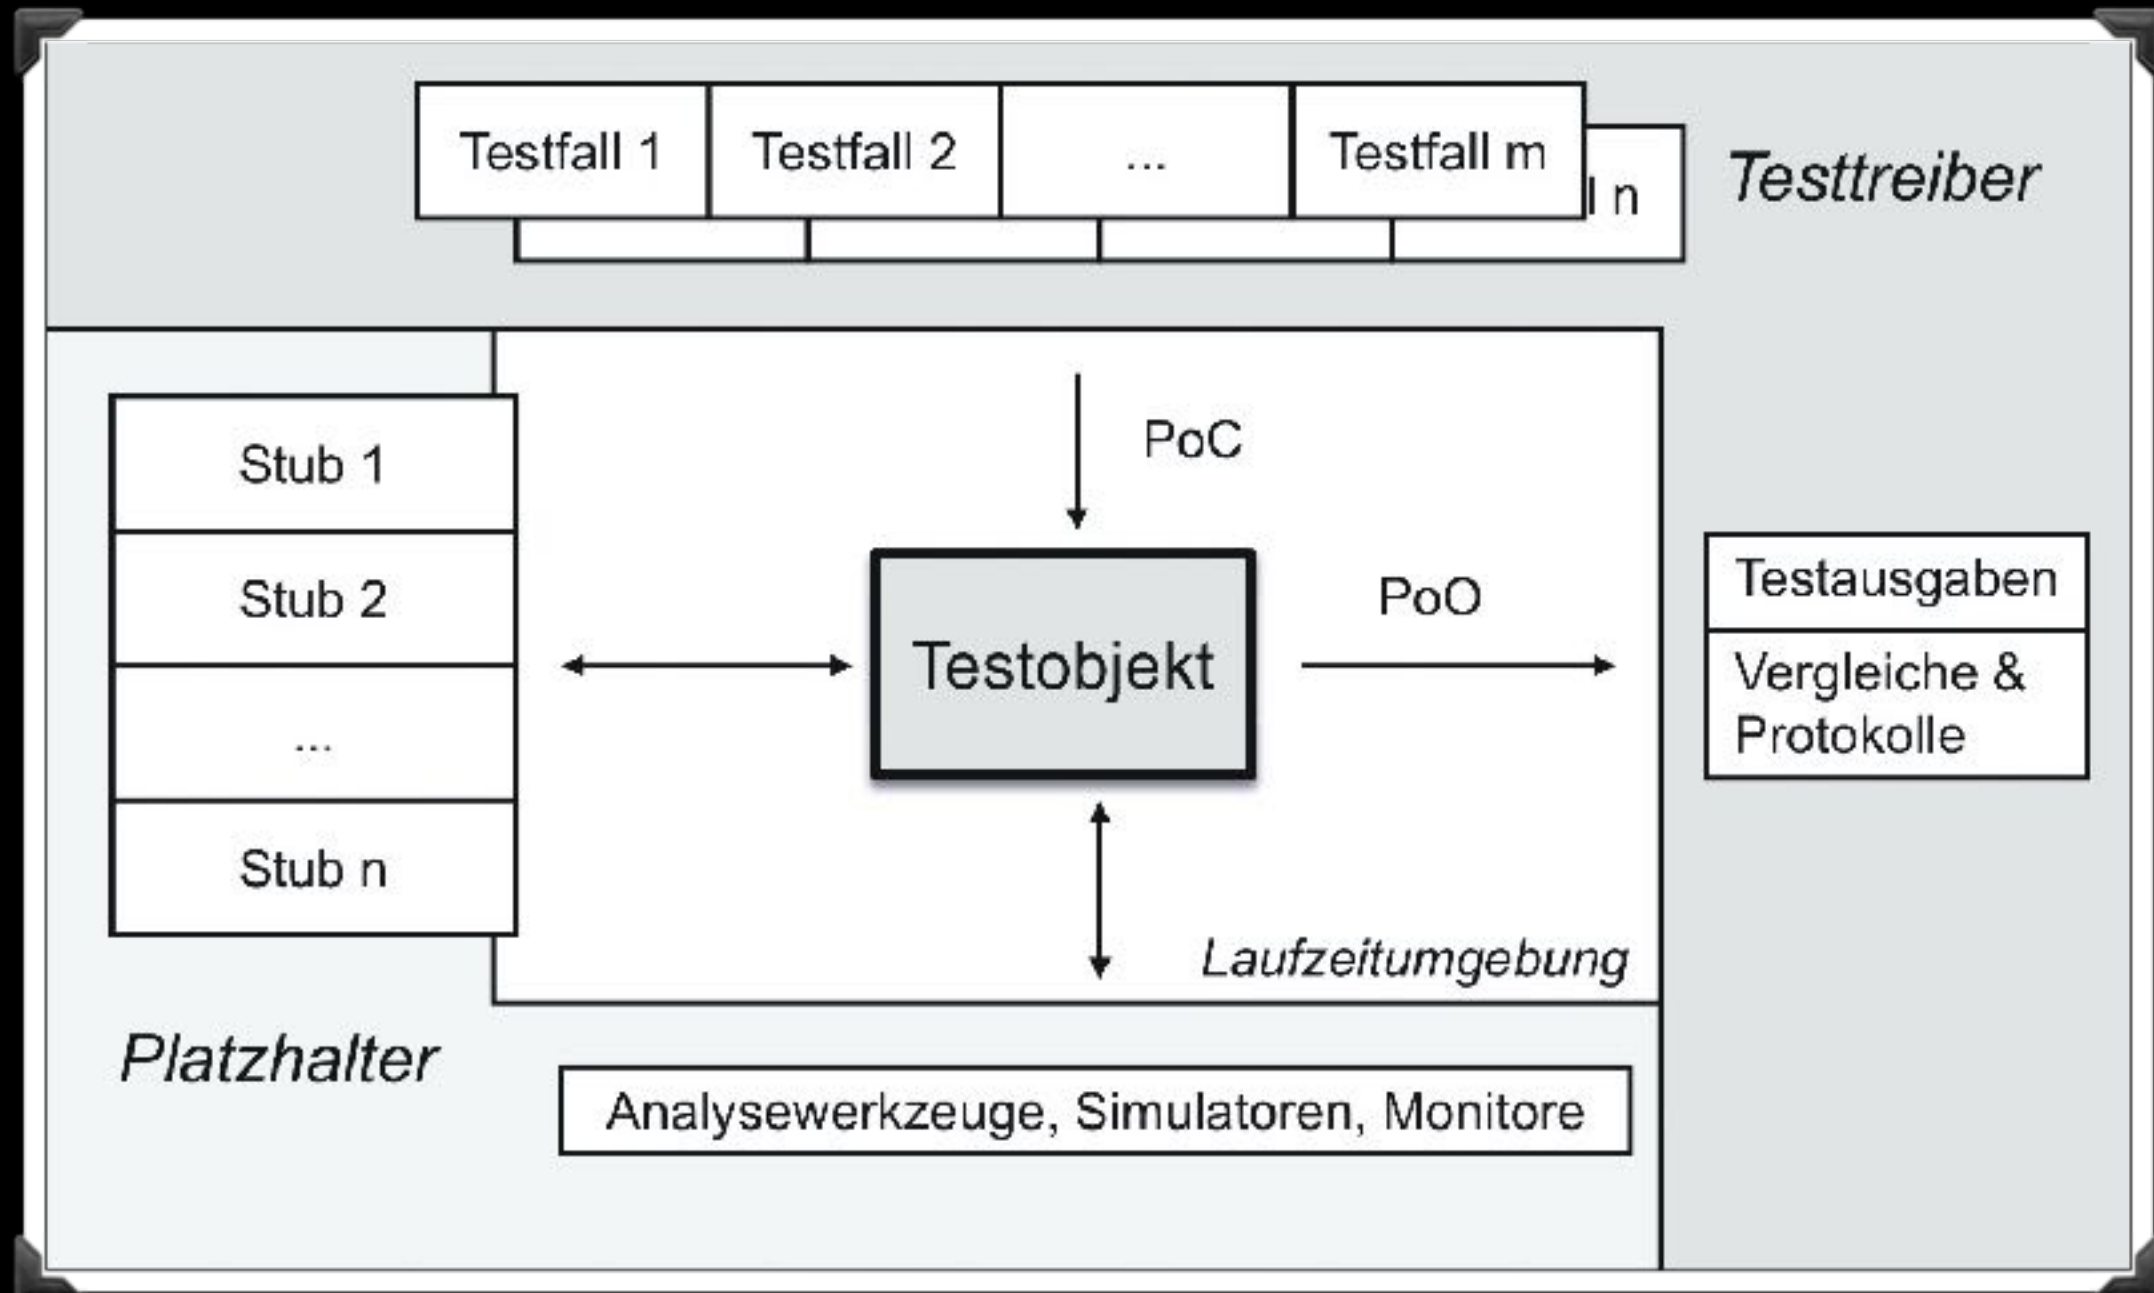 Testfall 1
Testfall 2
...
Testfall m
l n
Testtreiber
Stub 1
Stub 2
...
Stub n
Platzhalter
PoC
Testobjekt
PoO
Laufzeitumgebung
Testausgaben
Vergleiche &
Protokolle
Analysewerkzeuge, Simulatoren, Monitore